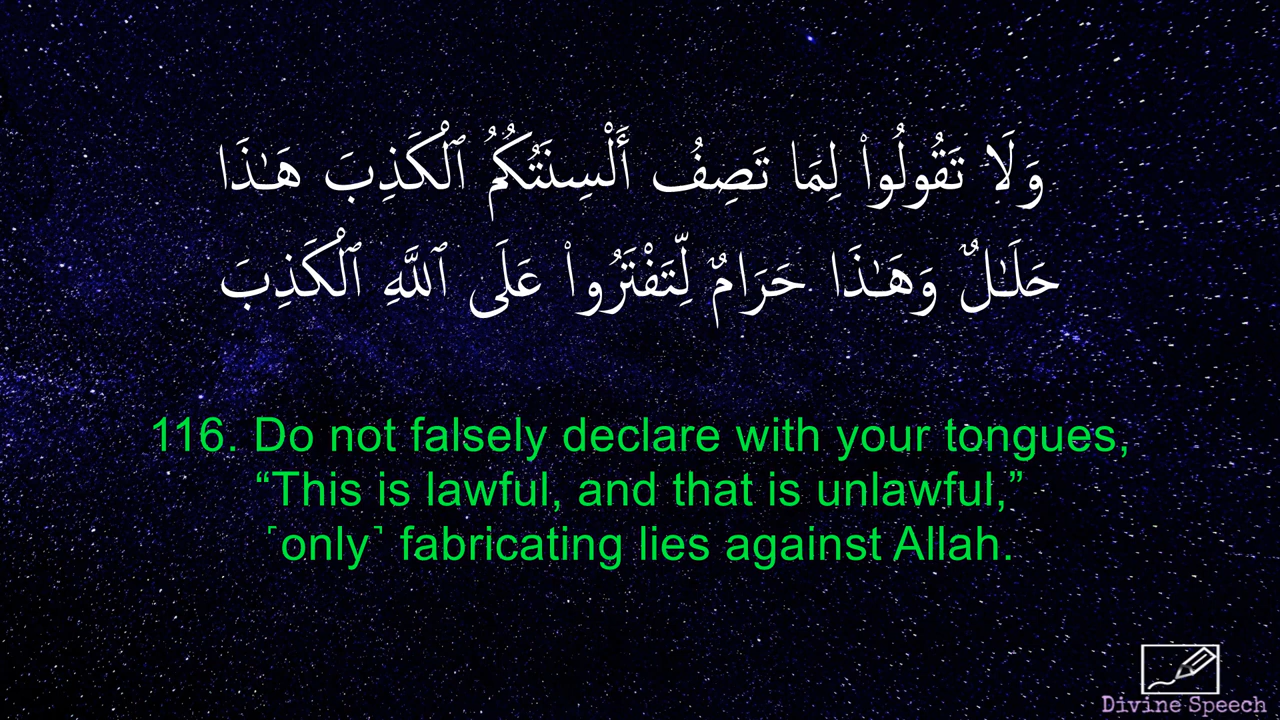 وَلَا تَقُولُوا۟ لِمَا تَصِفُ أَلْسِنَتُكُمُ ٱلْكَذِبَ هَـٰذَا
حَلَـٰلٌ وَهَـٰذَا حَرَامٌ لِّتَفْتَرُوا۟ عَلَى ٱللَّهِ ٱلْكَذِبَ
116. Do not falsely declare with your tongues,
“This is lawful, and that is unlawful,”
˹only˺ fabricating lies against Allah.
Divine Speech